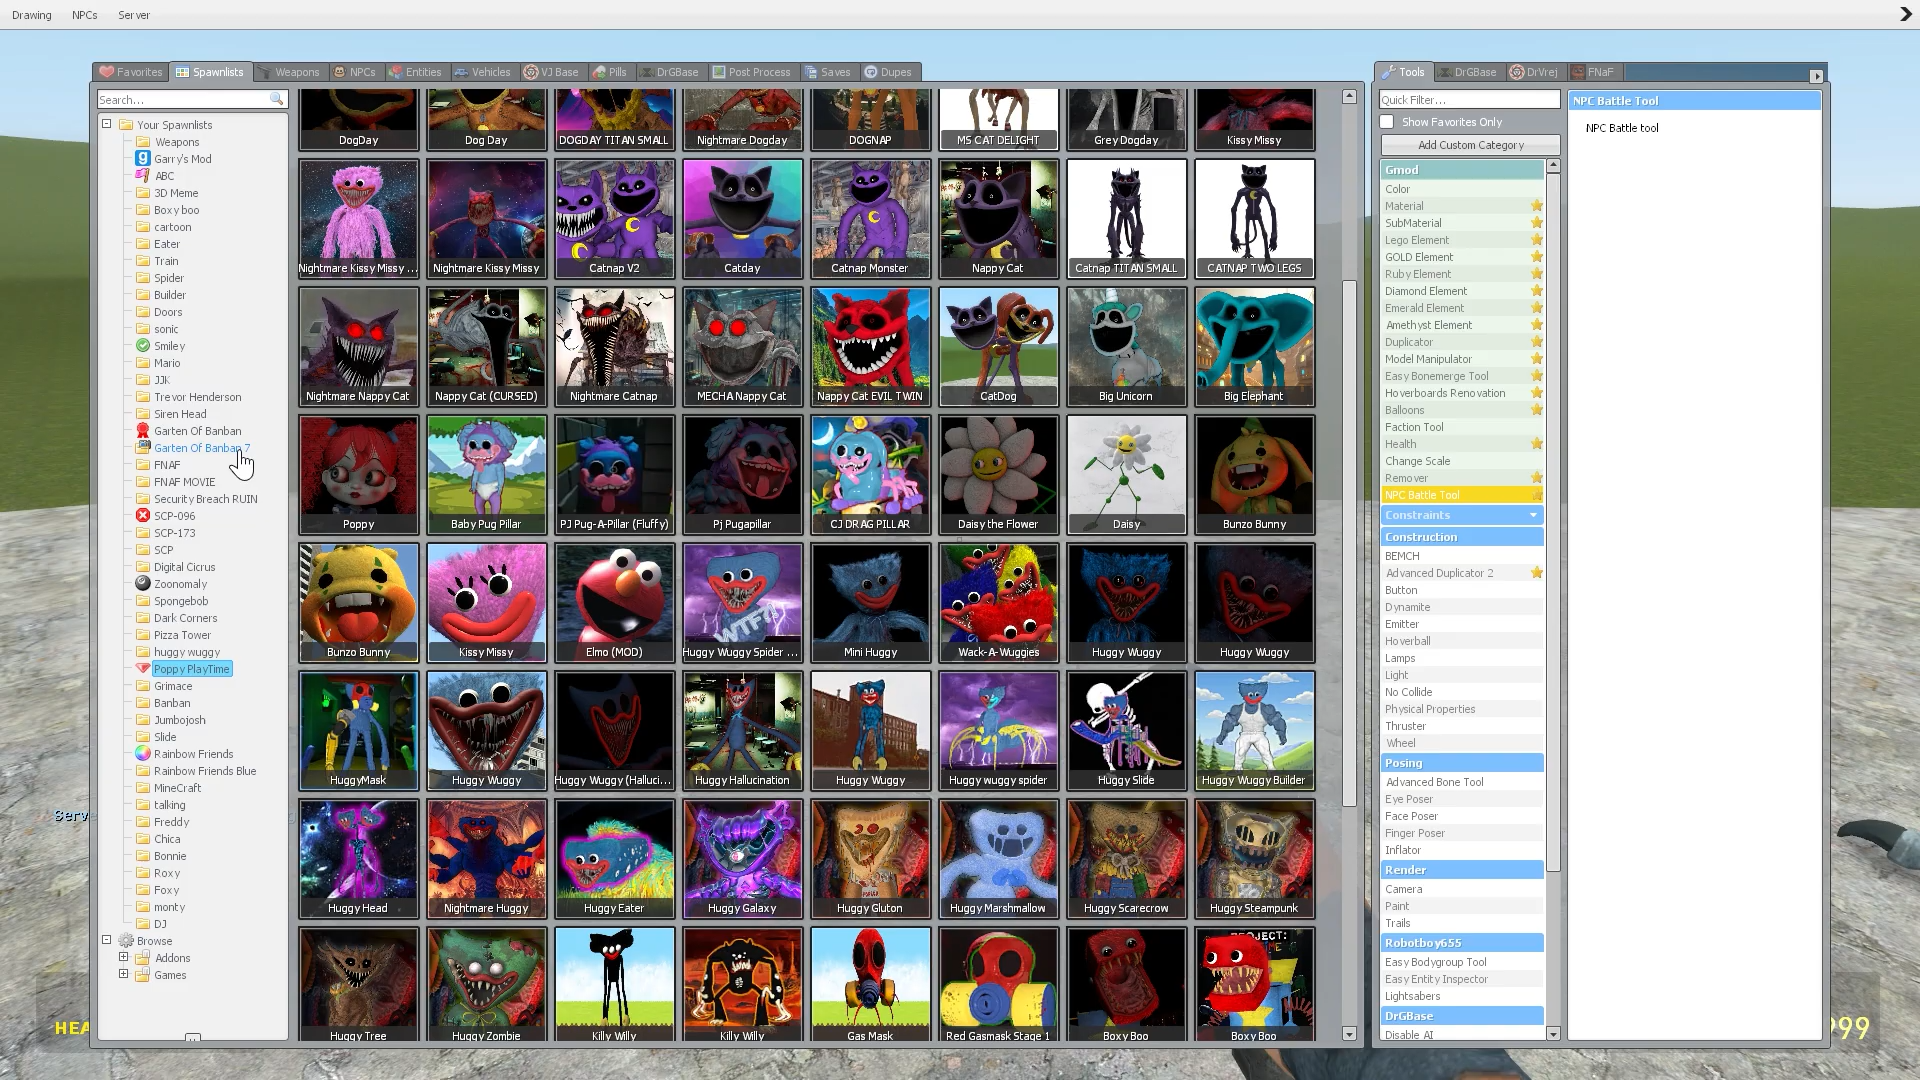 Drawing NPCs Server
Favorites Spawnlists Weapons NPCs Entities Vehicles VJ Base Pills DrGBase Post Process Saves Dupes
Search...
Your Spawnlists
Weapons
Garry's Mod
ABC
3D Meme
Boxy boo
cartoon
Eater
Train
Spider
Builder
Doors
sonic
Smiley
Mario
JJK
Trevor Henderson
Siren Head
Garten Of Banban
Garten Of Banban 7
FNAF
FNAF MOVIE
Security Breach RUIN
SCP-096
SCP-173
SCP
Digital Cicrus
Zoonomaly
Spongebob
Dark Corners
Pizza Tower
huggy wuggy
Poppy PlayTime
Grimace
Banban
Jumbojosh
Slide
Rainbow Friends
Rainbow Friends Blue
MineCraft
talking
Freddy
Chica
Bonnie
Roxy
Foxy
monty
DJ
Browse
Addons
Games
DogDay Dog Day DOGDAY TITAN SMALL Nightmare Dogday DOGNAP MS CAT DELIGHT Grey Dogday Kissy Missy
Nightmare Kissy Missy ... Nightmare Kissy Missy Catnap V2 Catday Catnap Monster Nappy Cat Catnap TITAN SMALL CATNAP TWO LEGS
Nightmare Nappy Cat Nappy Cat (CURSED) Nightmare Catnap MECHA Nappy Cat Nappy Cat EVIL TWIN CatDog Big Unicorn Big Elephant
Poppy Baby Pug Pillar PJ Pug-A-Pillar (Fluffy) Pj Pugapillar CJ DRAG PILLAR Daisy the Flower Daisy Bunzo Bunny
WTF?!
Bunzo Bunny Kissy Missy Elmo (MOD) Huggy Wuggy Spider ... Mini Huggy Wack-A-Wuggies Huggy Wuggy Huggy Wuggy
HuggyMask Huggy Wuggy Huggy Wuggy (Halluci... Huggy Hallucination Huggy Wuggy Huggy wuggy spider Huggy Slide Huggy Wuggy Builder
Huggy Head Nightmare Huggy Huggy Eater Huggy Galaxy Huggy Gluton Huggy Marshmallow Huggy Scarecrow Huggy Steampunk
PROJECT:
Huggy Tree Huggy Zombie Killy Willy Killy Willy Gas Mask Red Gasmask Stage 1 Boxy Boo Boxy Boo
Serv
HEA
Tools DrGBase DrVrej FNaF
Quick Filter...
Show Favorites Only
Add Custom Category
Gmod
Color
Material
SubMaterial
Lego Element
GOLD Element
Ruby Element
Diamond Element
Emerald Element
Amethyst Element
Duplicator
Model Manipulator
Easy Bonemerge Tool
Hoverboards Renovation
Balloons
Faction Tool
Health
Change Scale
Remover
NPC Battle Tool
Constraints
Construction
BEMCH
Advanced Duplicator 2
Button
Dynamite
Emitter
Hoverball
Lamps
Light
No Collide
Physical Properties
Thruster
Wheel
Posing
Advanced Bone Tool
Eye Poser
Face Poser
Finger Poser
Inflator
Render
Camera
Paint
Trails
Robotboy655
Easy Bodygroup Tool
Easy Entity Inspector
Lightsabers
DrGBase
Disable AI
NPC Battle Tool
NPC Battle tool
999